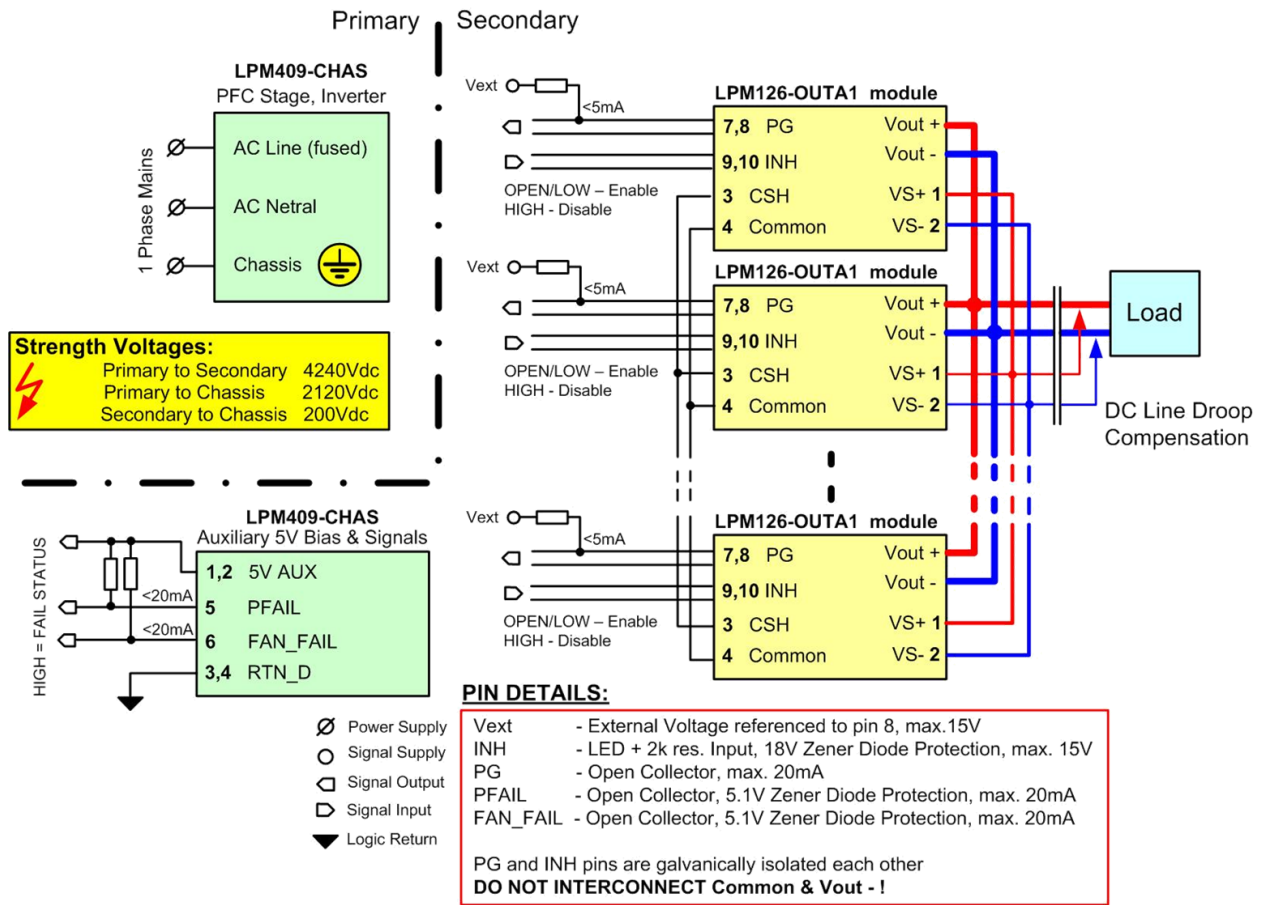 Primary
Secondary
LPM409-CHAS
PFC Stage, Inverter
1 Phase Mains
AC Line (fused)
AC Netral
Chassis
Strength Voltages:
Primary to Secondary 4240Vdc
Primary to Chassis 2120Vdc
Secondary to Chassis 200Vdc
LPM409-CHAS
Auxiliary 5V Bias & Signals
HIGH = FAIL STATUS
1,2 5V AUX
<20mA
5 PFAIL
<20mA
6 FAN_FAIL
3,4 RTN_D
Power Supply
Signal Supply
Signal Output
Signal Input
Logic Return
Vext
<5mA
OPEN/LOW – Enable
HIGH - Disable
LPM126-OUTA1 module
7,8 PG Vout +
Vout -
9,10 INH
3 CSH VS+ 1
4 Common VS- 2
Vext
<5mA
OPEN/LOW – Enable
HIGH - Disable
LPM126-OUTA1 module
7,8 PG Vout +
Vout -
9,10 INH
3 CSH VS+ 1
4 Common VS- 2
Load
DC Line Droop
Compensation
Vext
<5mA
OPEN/LOW – Enable
HIGH - Disable
LPM126-OUTA1 module
7,8 PG Vout +
Vout -
9,10 INH
3 CSH VS+ 1
4 Common VS- 2
PIN DETAILS:
Vext - External Voltage referenced to pin 8, max.15V
INH - LED + 2k res. Input, 18V Zener Diode Protection, max. 15V
PG - Open Collector, max. 20mA
PFAIL - Open Collector, 5.1V Zener Diode Protection, max. 20mA
FAN_FAIL - Open Collector, 5.1V Zener Diode Protection, max. 20mA
PG and INH pins are galvanically isolated each other
DO NOT INTERCONNECT Common & Vout - !